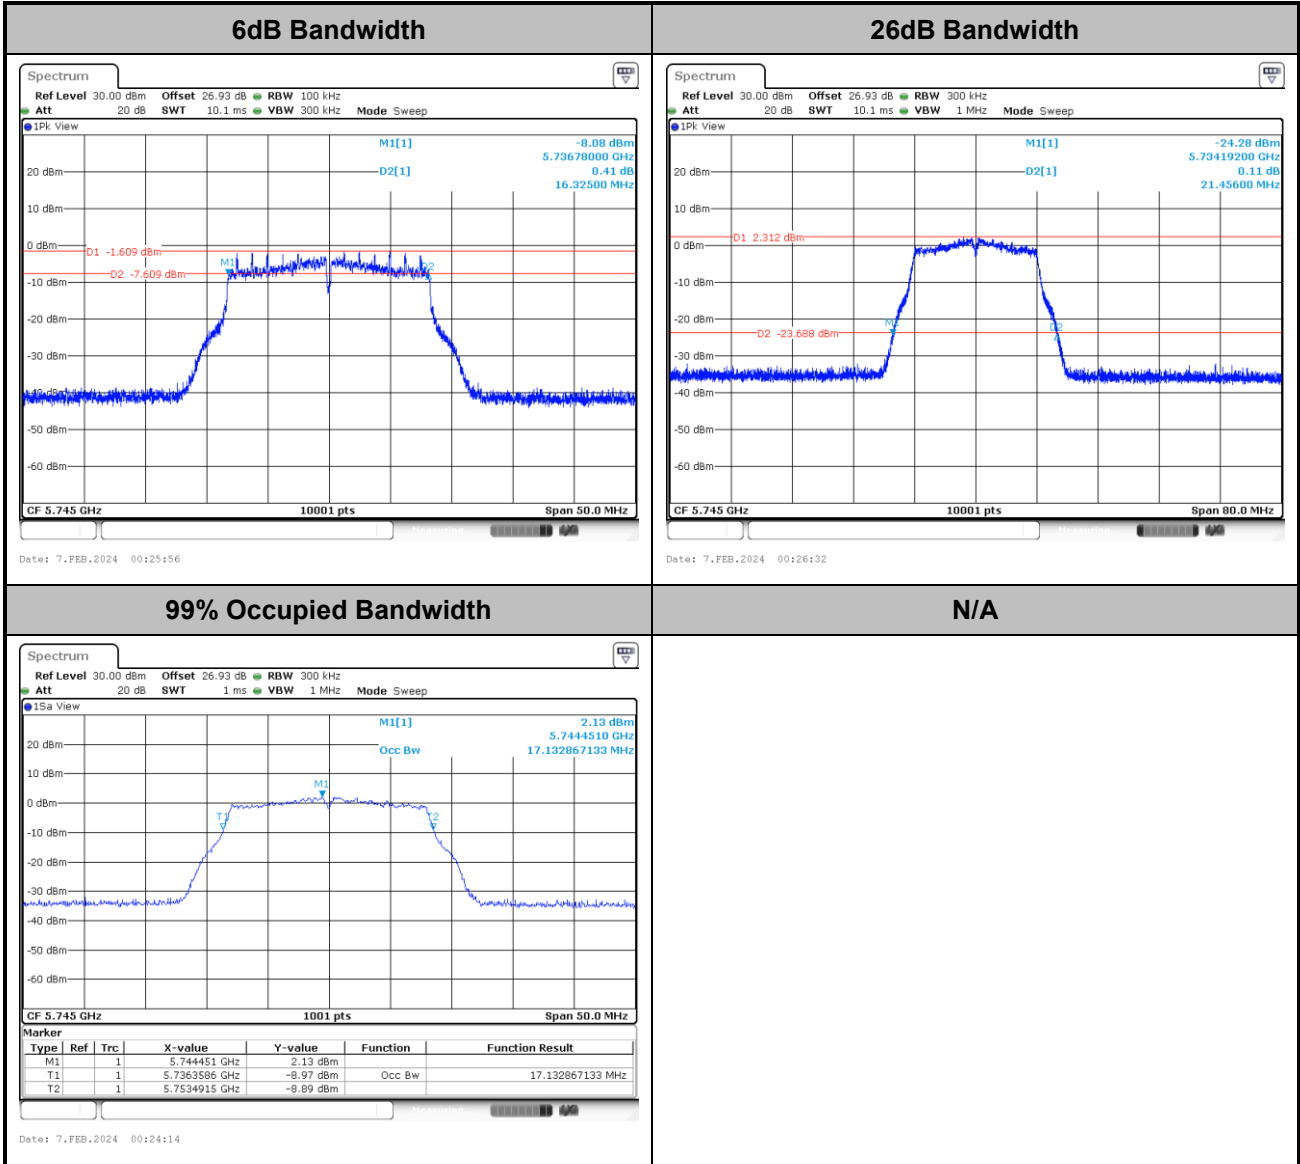 6dB Bandwidth
26dB Bandwidth
Spectrum
Ref Level 30.00 dBm Offset 26.93 dB RBW 100 kHz
Att 20 dB SWT 10.1 ms VBW 300 kHz Mode Sweep
1Pk View
M1[1] -8.08 dBm
5.73678000 GHz
20 dBm
D2[1] 0.41 dB
16.32500 MHz
10 dBm
0 dBm
D1 -1.609 dBm
M1
D2
D2 -7.609 dBm
-10 dBm
-20 dBm
-30 dBm
-40 dBm
-50 dBm
-60 dBm
CF 5.745 GHz 10001 pts Span 50.0 MHz
Measuring...
Date: 7.FEB.2024 00:25:56
Spectrum
Ref Level 30.00 dBm Offset 26.93 dB RBW 300 kHz
Att 20 dB SWT 10.1 ms VBW 1 MHz Mode Sweep
1Pk View
M1[1] -24.28 dBm
5.73419200 GHz
20 dBm
D2[1] 0.11 dB
21.45600 MHz
10 dBm
D1 2.312 dBm
0 dBm
-10 dBm
-20 dBm
M1
D2
D2 -23.688 dBm
-30 dBm
-40 dBm
-50 dBm
-60 dBm
CF 5.745 GHz 10001 pts Span 80.0 MHz
Measuring...
Date: 7.FEB.2024 00:26:32
99% Occupied Bandwidth
N/A
Spectrum
Ref Level 30.00 dBm Offset 26.93 dB RBW 300 kHz
Att 20 dB SWT 1 ms VBW 1 MHz Mode Sweep
1Sa View
M1[1] 2.13 dBm
5.7444510 GHz
20 dBm
Occ Bw 17.132867133 MHz
10 dBm
M1
0 dBm
T1
T2
-10 dBm
-20 dBm
-30 dBm
-40 dBm
-50 dBm
-60 dBm
CF 5.745 GHz 1001 pts Span 50.0 MHz
Marker
Type Ref Trc X-value Y-value Function Function Result
M1 1 5.744451 GHz 2.13 dBm
T1 1 5.7363586 GHz -8.97 dBm Occ Bw 17.132867133 MHz
T2 1 5.7534915 GHz -8.89 dBm
Measuring...
Date: 7.FEB.2024 00:24:14